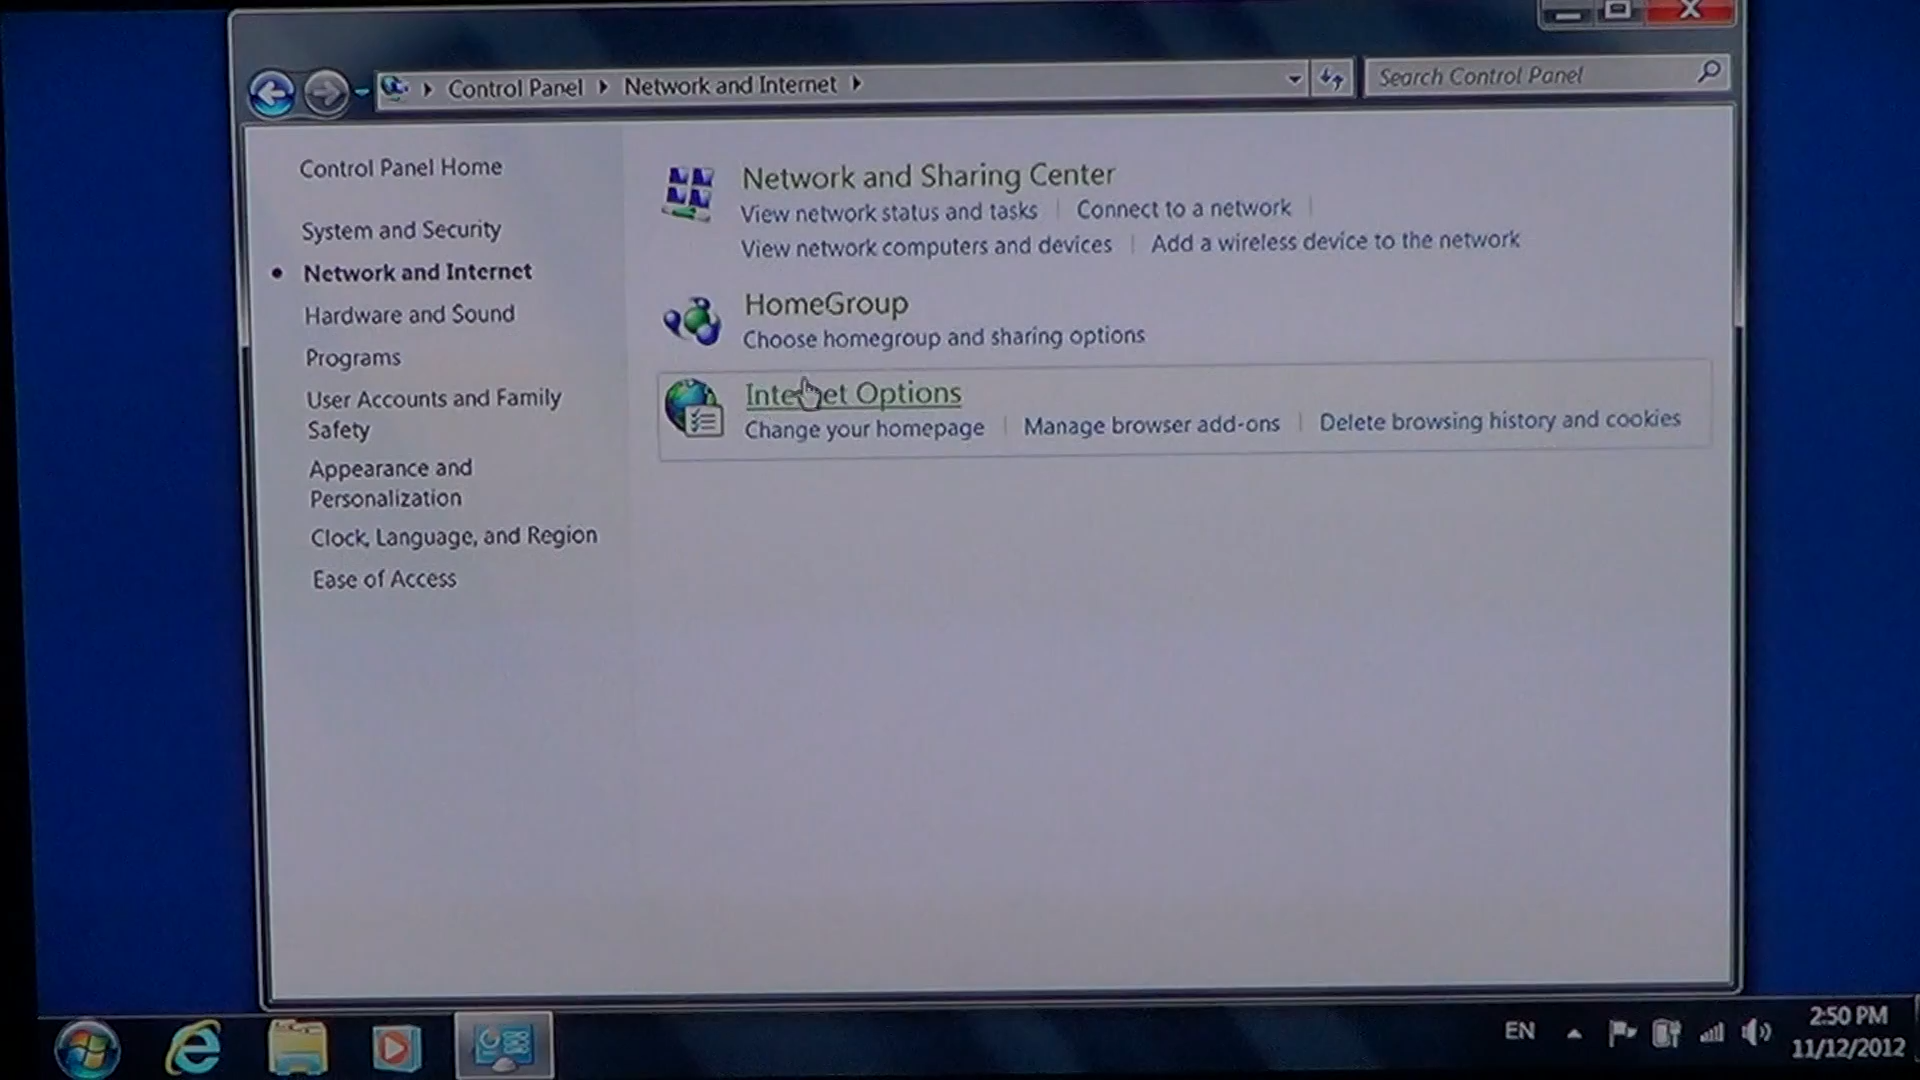 Control Panel Network and Internet
Search Control Panel
Control Panel Home
System and Security
Network and Internet
Hardware and Sound
Programs
User Accounts and Family
Safety
Appearance and
Personalization
Clock, Language, and Region
Ease of Access
Network and Sharing Center
View network status and tasks Connect to a network
View network computers and devices Add a wireless device to the network
HomeGroup
Choose homegroup and sharing options
Internet Options
Change your homepage Manage browser add-ons Delete browsing history and cookies
EN
2:50 PM
11/12/2012